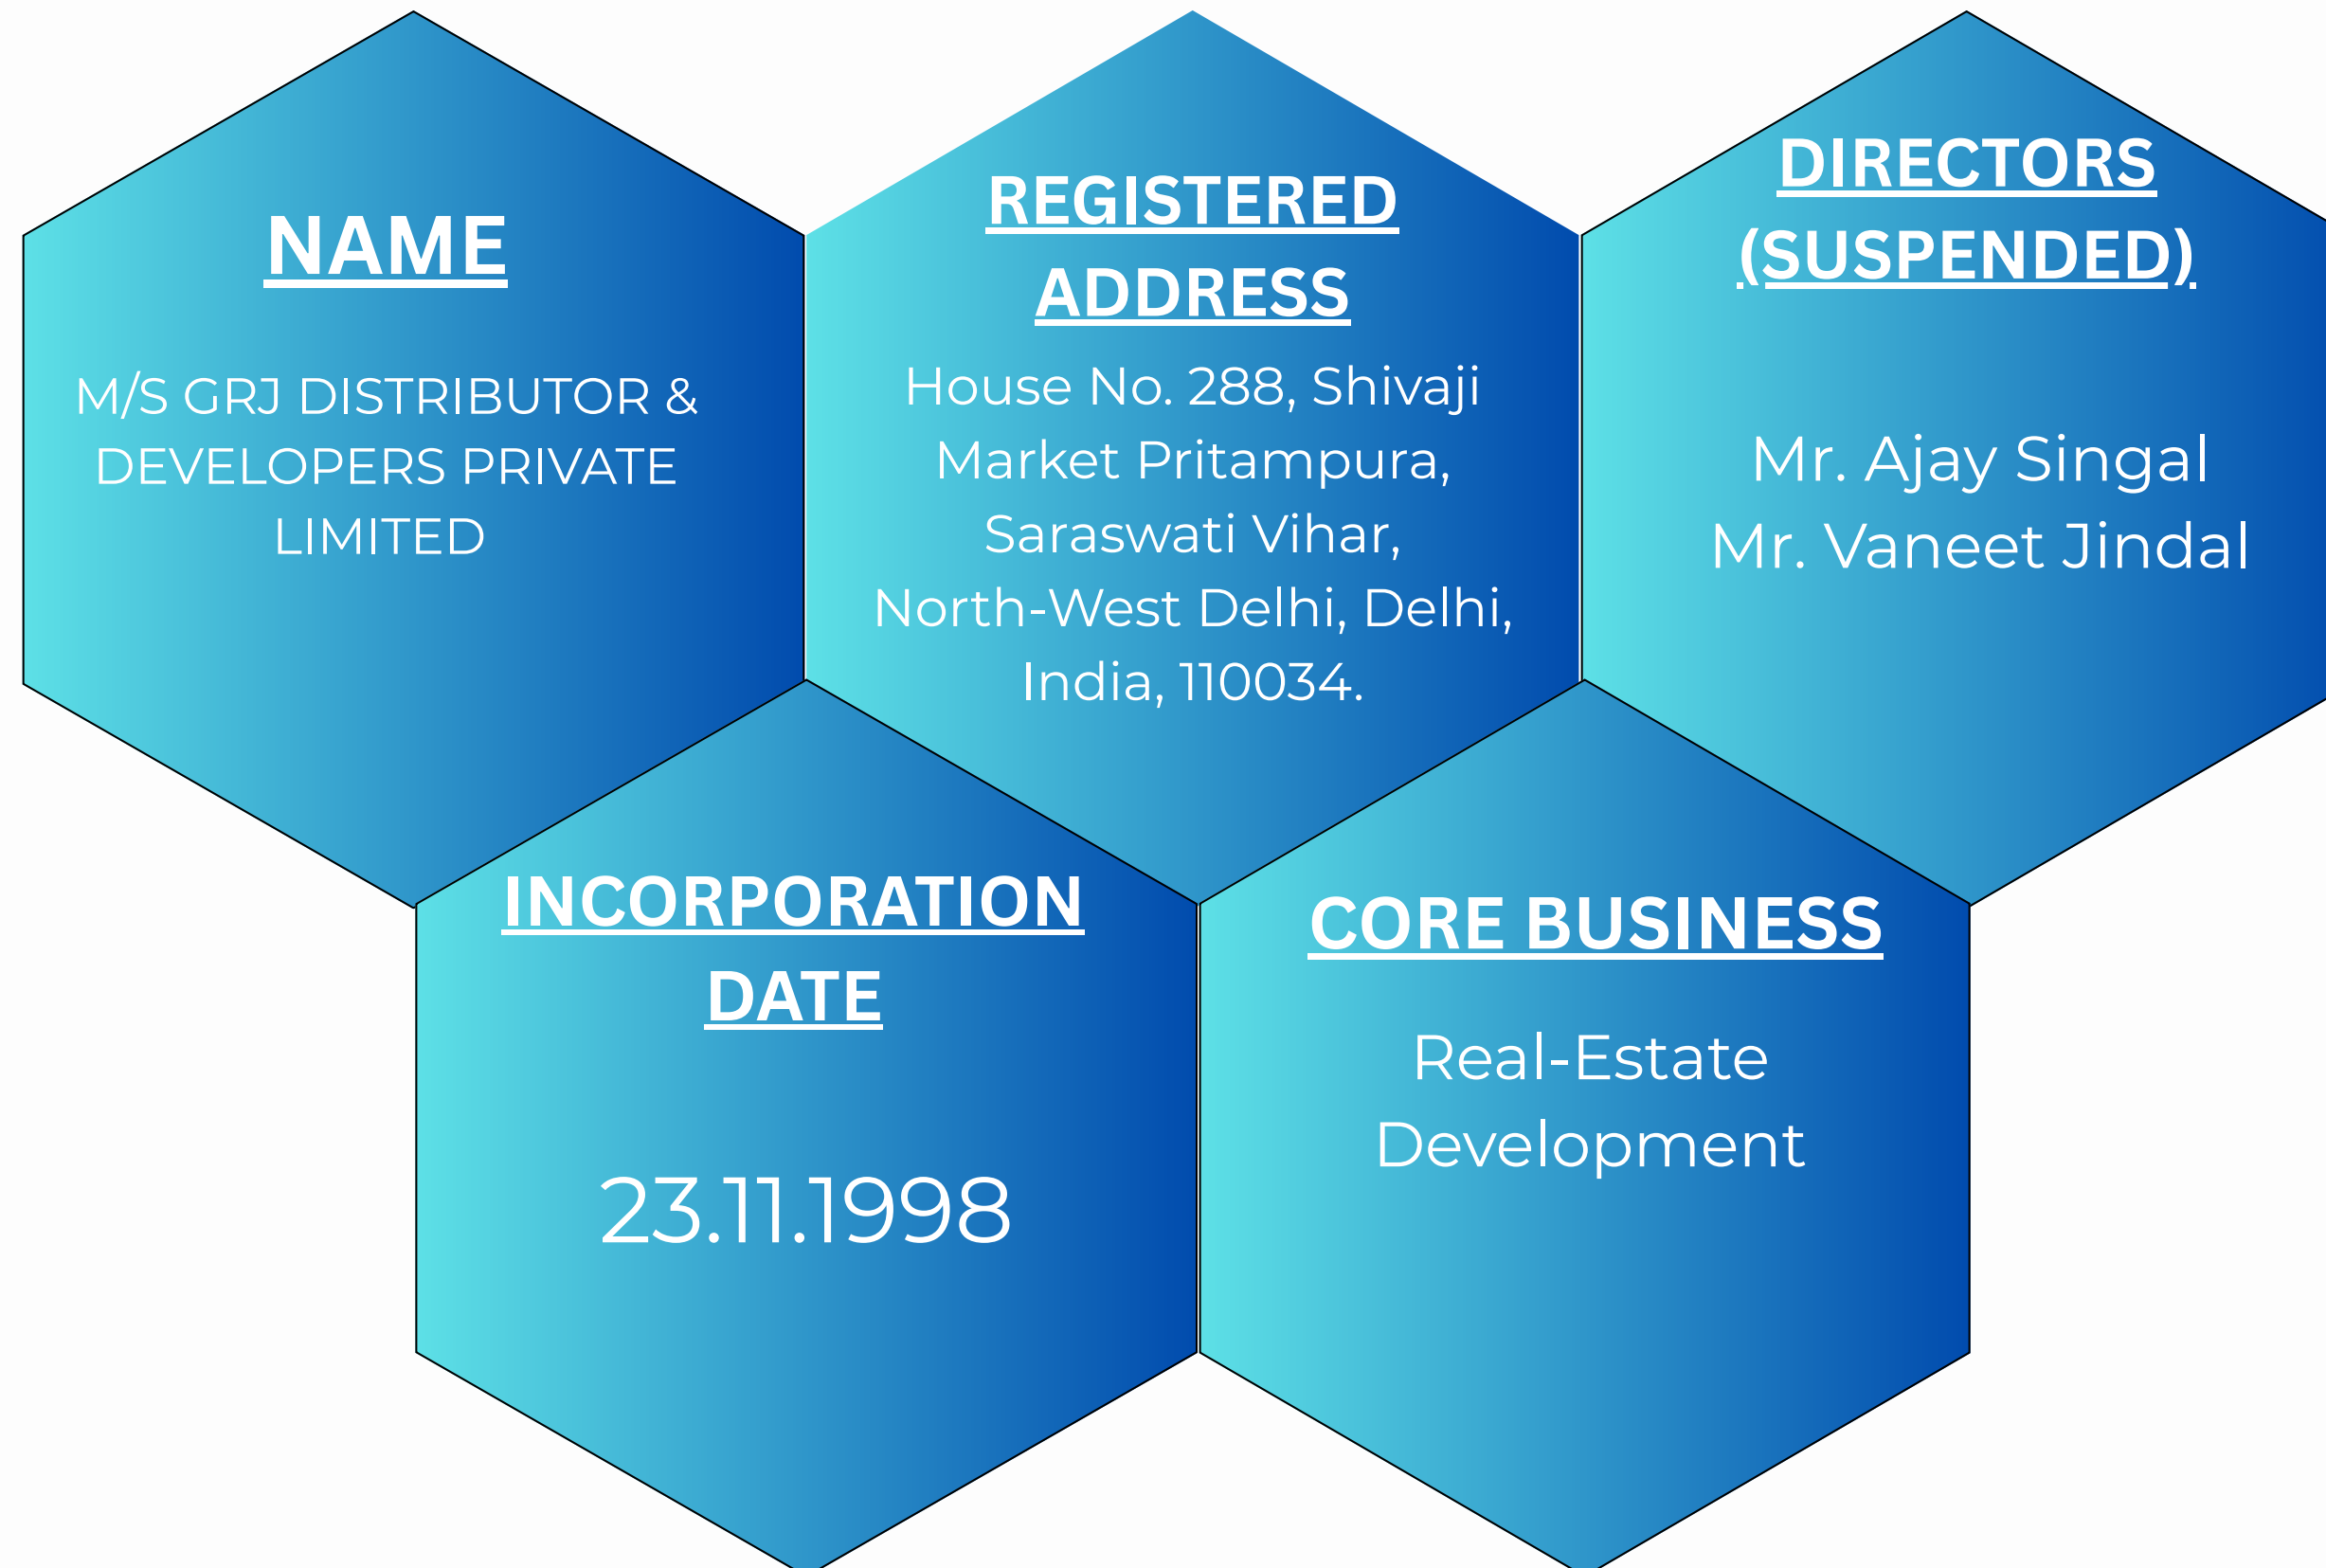 NAME
M/S GRJ DISTRIBUTOR &
DEVELOPERS PRIVATE
LIMITED
REGISTERED
ADDRESS
House No. 288, Shivaji
Market Pritampura,
Saraswati Vihar,
North-West Delhi, Delhi,
India, 110034.
DIRECTORS
(SUSPENDED)
Mr. Ajay Singal
Mr. Vaneet Jindal
INCORPORATION
DATE
23.11.1998
CORE BUSINESS
Real-Estate
Development